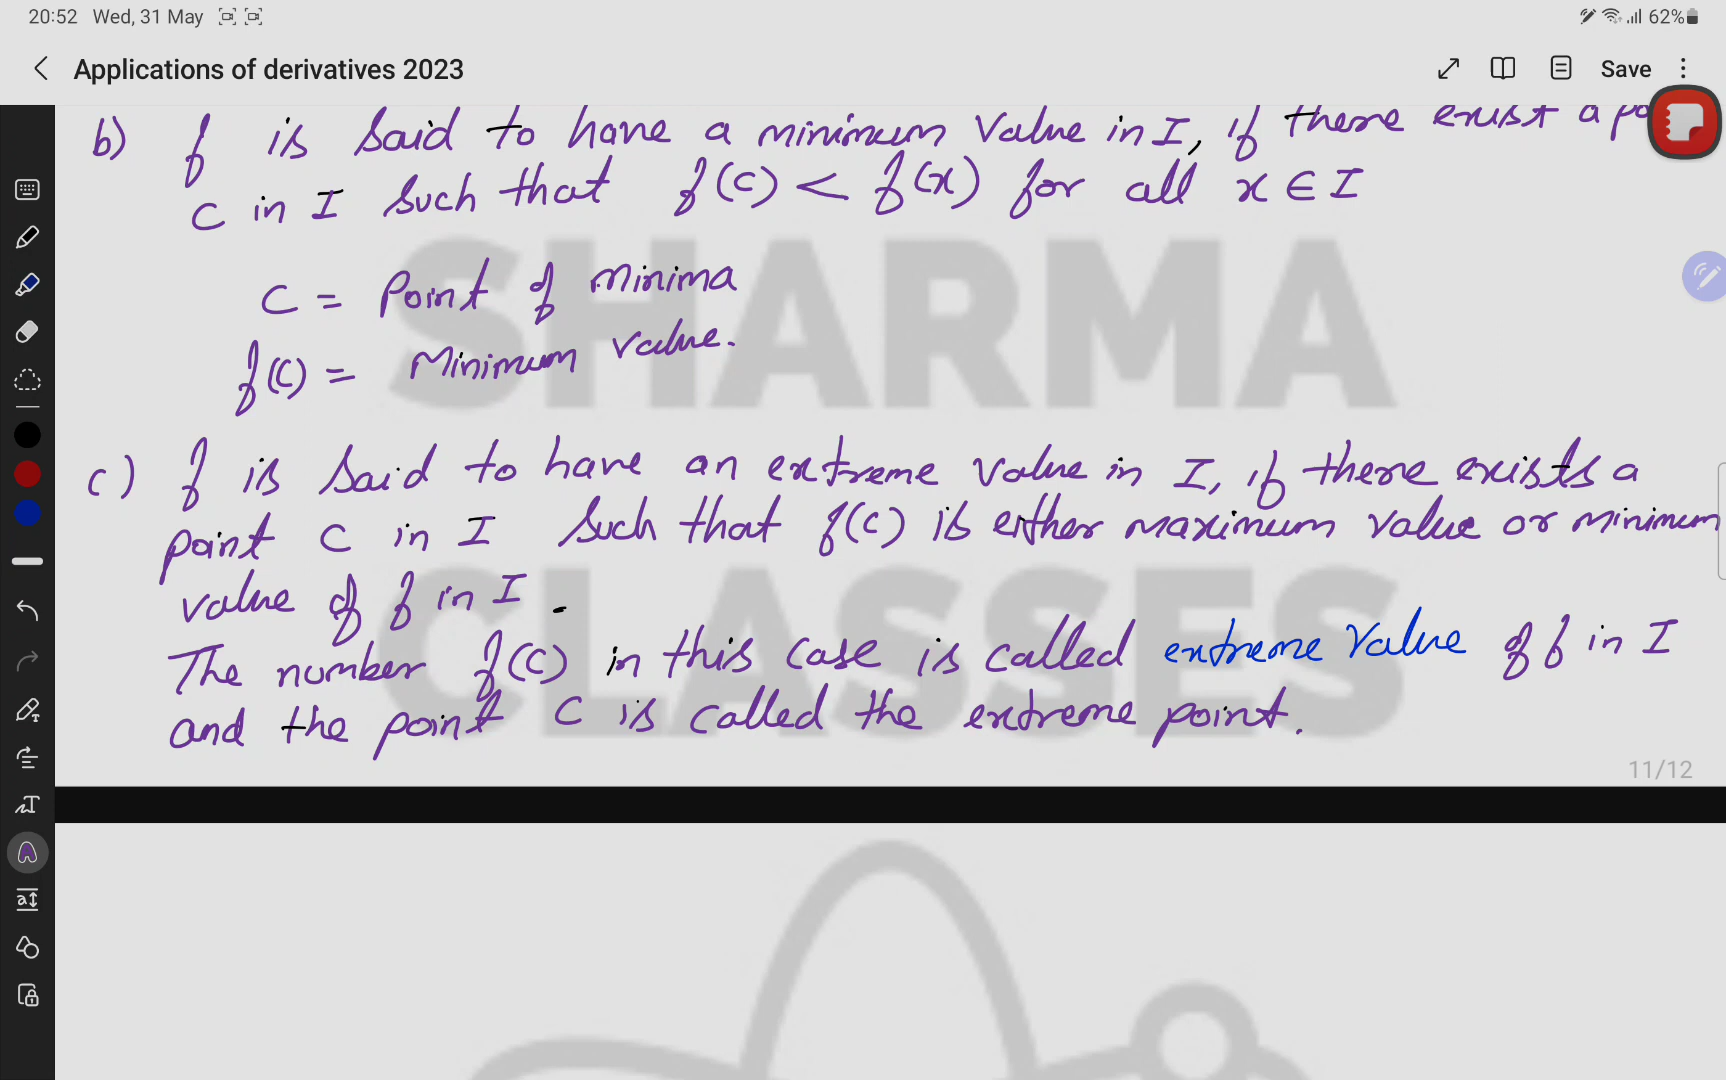 20:52 Wed, 31 May 62%
Applications of derivatives 2023 Save
b) f is said to have a minimum value in I, if there exist a po
c in I such that f(c) < f(x) for all x ∈ I
c = Point of minima
f(c) = Minimum value.
c) f is said to have an extreme value in I, if there exists a
point c in I such that f(c) is either maximum value or minimum
value of f in I.
The number f(c) in this case is called extreme value of f in I
and the point c is called the extreme point.
SHARMA
CLASSES
11/12